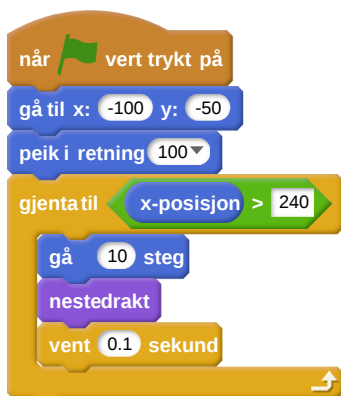 når vert trykt på
gå til x: -100 y: -50
peik i retning 100
gjenta til x-posisjon > 240
gå 10 steg
nestedrakt
vent 0.1 sekund